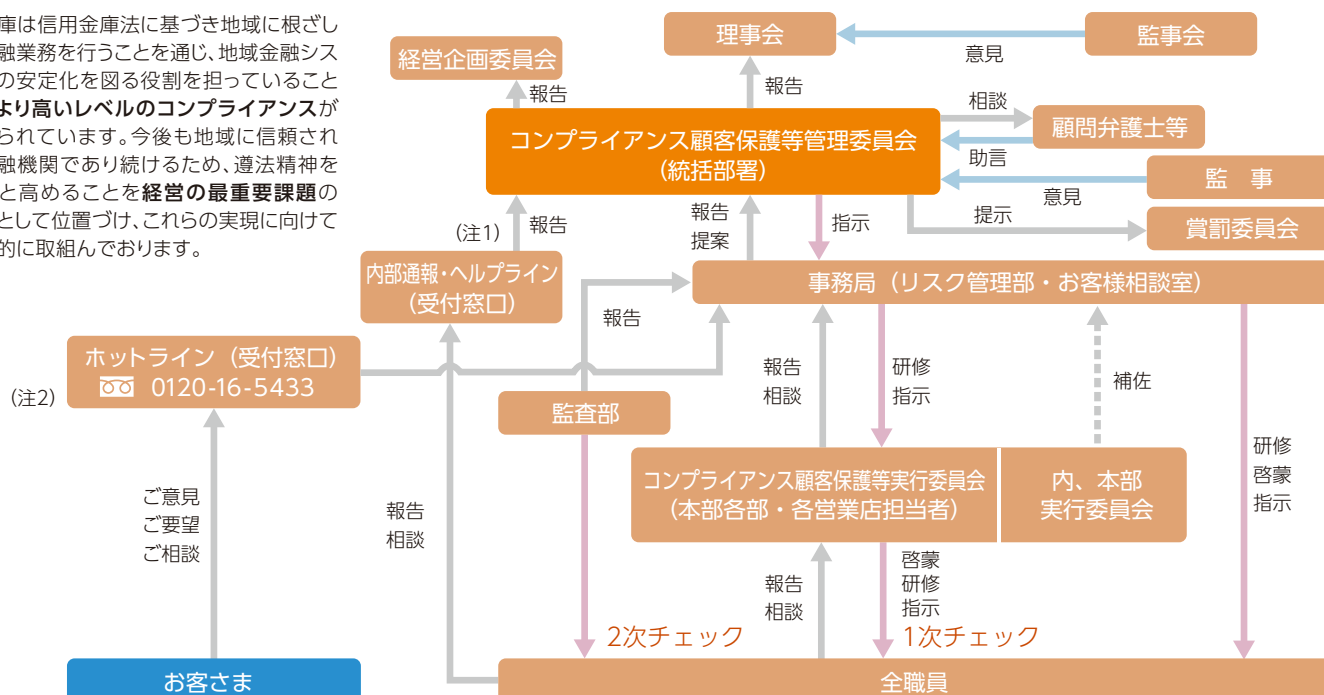 庫は信用金庫法に基づき地域に根ざし
融業務を行うことを通じ、地域金融シス
の安定化を図る役割を担っていること
より高いレベルのコンプライアンスが
られています。今後も地域に信頼され
融機関であり続けるため、遵法精神を
と高めることを経営の最重要課題の
として位置づけ、これらの実現に向けて
的に取組んでおります。
理事会
意見
監事会
経営企画委員会
報告
報告
コンプライアンス顧客保護等管理委員会
(統括部署)
相談
顧問弁護士等
助言
監 事
意見
提示
賞罰委員会
(注1)
報告
報告
提案
指示
内部通報・ヘルプライン
(受付窓口)
事務局(リスク管理部・お客様相談室)
報告
ホットライン(受付窓口)
0120-16-5433
(注2)
監査部
報告
相談
研修
指示
補佐
研修
啓蒙
指示
コンプライアンス顧客保護等実行委員会
(本部各部・各営業店担当者)
内、本部
実行委員会
ご意見
ご要望
ご相談
報告
相談
報告
相談
啓蒙
研修
指示
2次チェック
1次チェック
お客さま
全職員